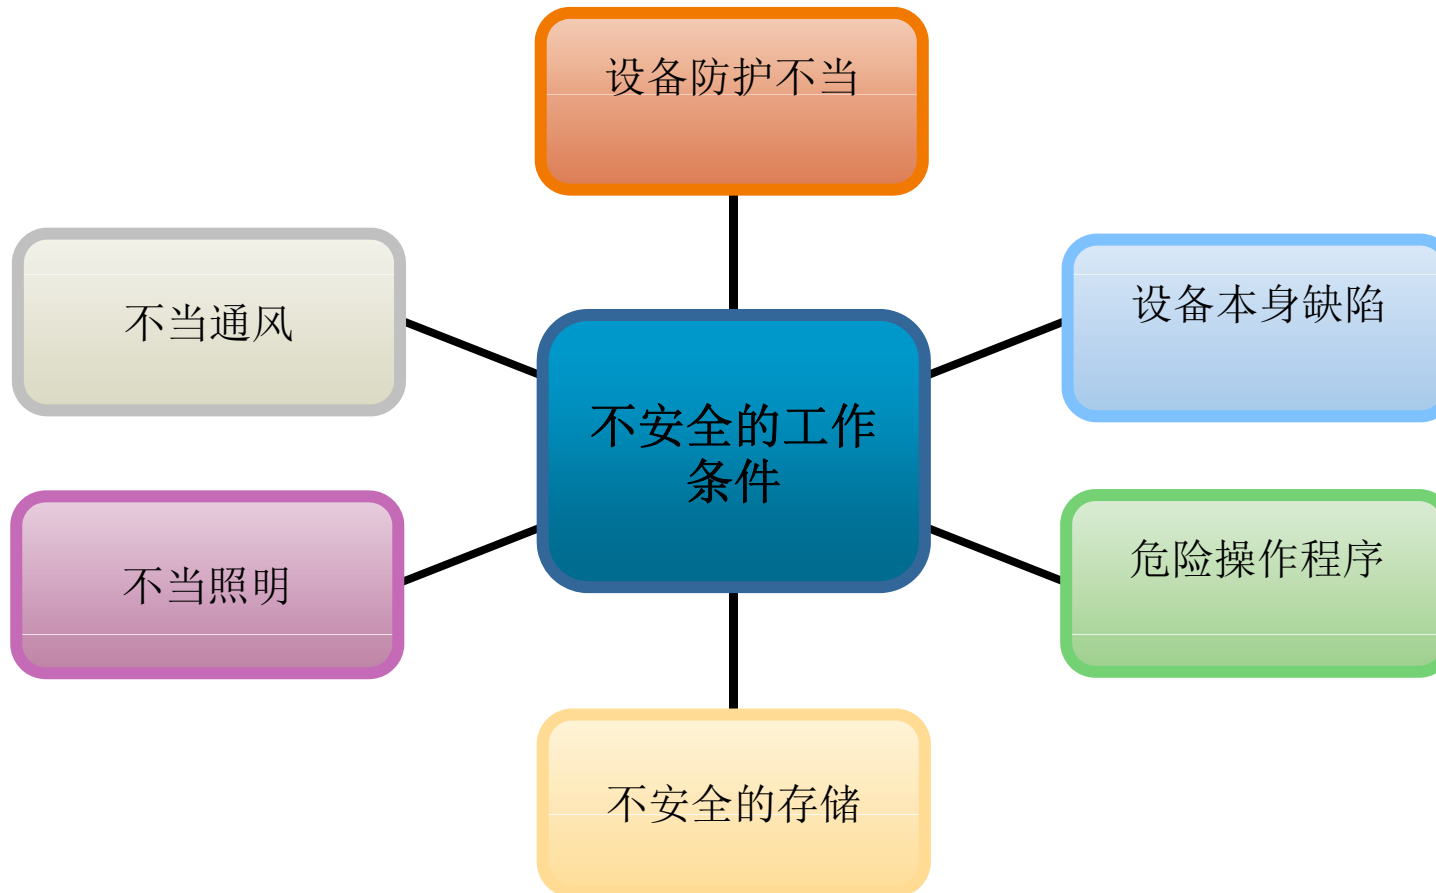 设备防护不当
不当通风
设备本身缺陷
不安全的工作
条件
不当照明
危险操作程序
不安全的存储